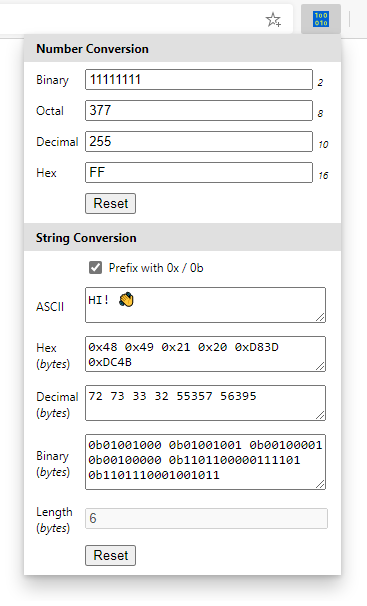 10
010
Number Conversion
Binary 11111111 2
Octal 377 8
Decimal 255 10
Hex FF 16
Reset
String Conversion
Prefix with 0x / 0b
ASCII HI! 👏
Hex (bytes)
0x48 0x49 0x21 0x20 0xD83D
0xDC4B
Decimal (bytes)
72 73 33 32 55357 56395
Binary (bytes)
0b01001000 0b01001001 0b00100001
0b00100000 0b1101100000111101
0b1101110001001011
Length (bytes)
6
Reset